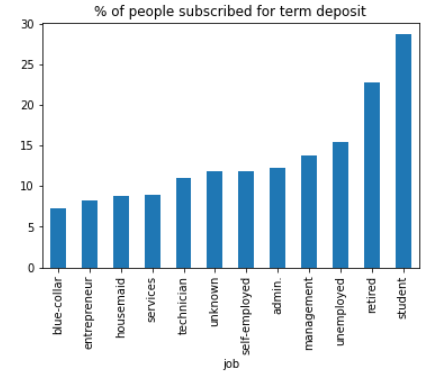 % of people subscribed for term deposit
30
25
20
15
10
5
0
blue-collar
entrepreneur
housemaid
services
technician
unknown
self-employed
admin.
management
unemployed
retired
student
job